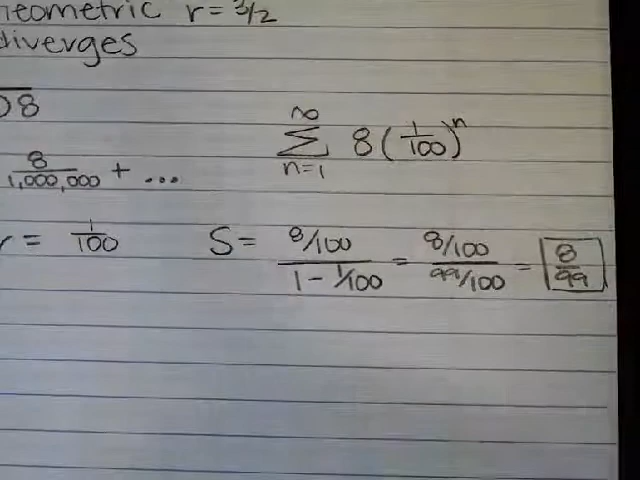 Geometric r = 3/2
diverges
08
∞
∑ 8(1/100)^n
n=1
8/1,000,000 + ...
r = 1/100 S = 8/100 / 1 - 1/100 = 8/100 / 99/100 = 8/99